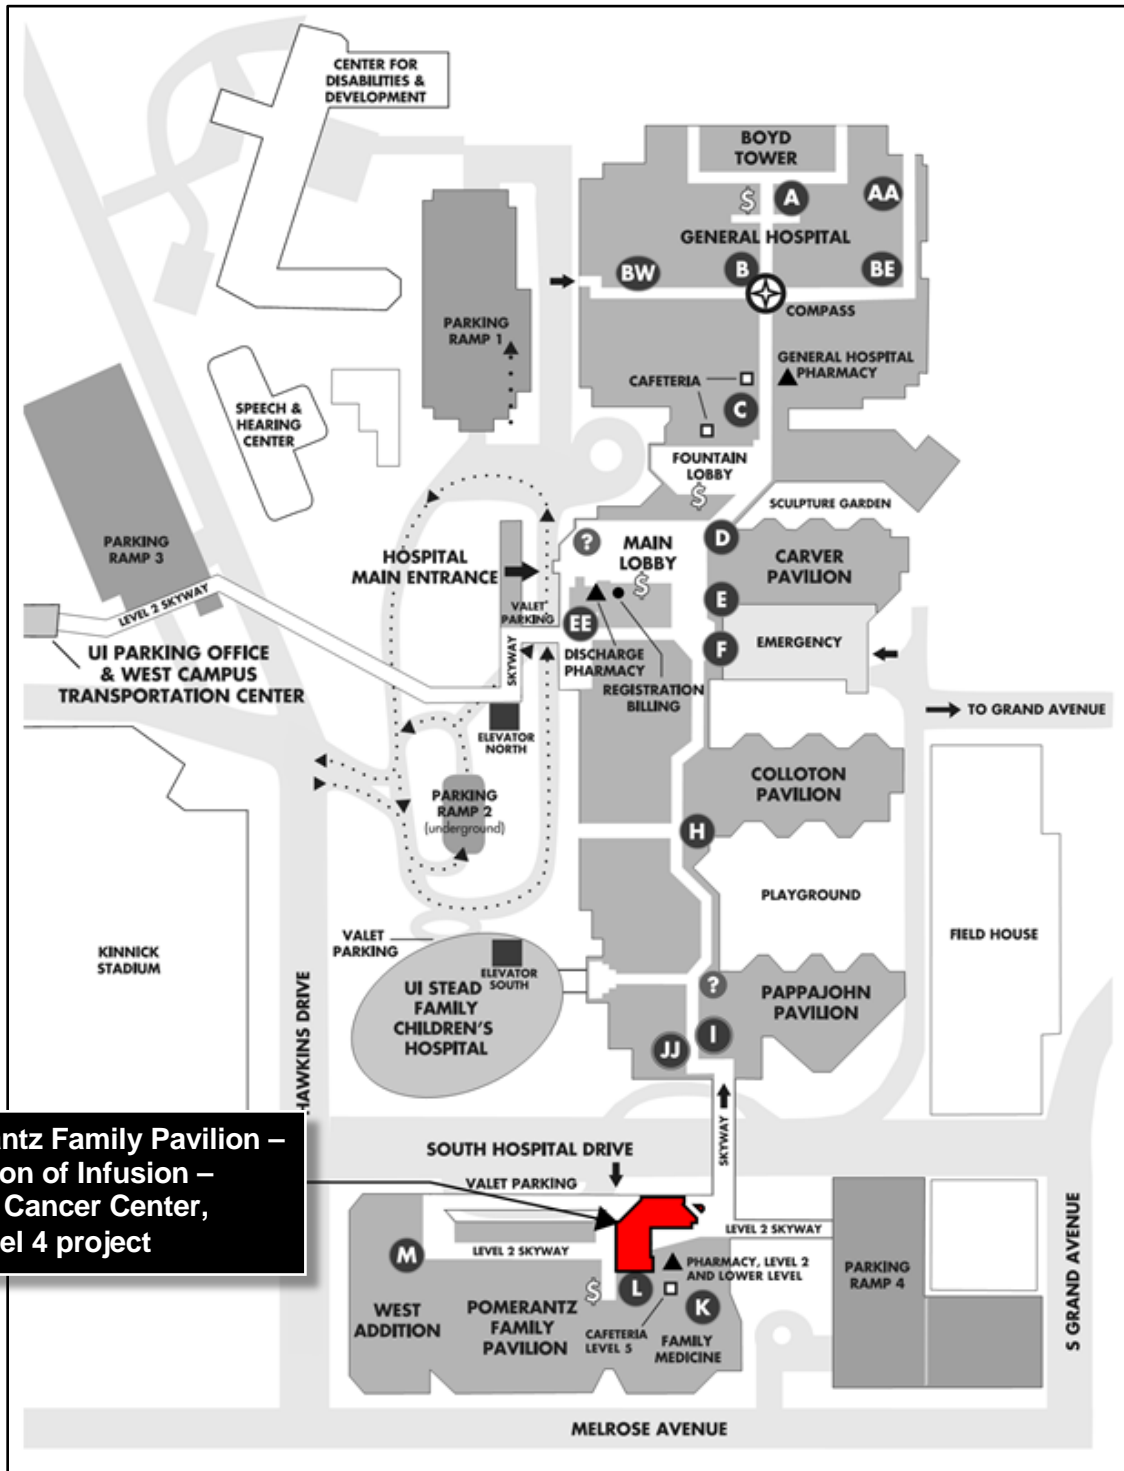 CENTER FOR
DISABILITIES &
DEVELOPMENT
BOYD
TOWER
$
A
AA
GENERAL HOSPITAL
BW
B
BE
COMPASS
PARKING
RAMP 1
GENERAL HOSPITAL
PHARMACY
CAFETERIA
C
SPEECH &
HEARING
CENTER
FOUNTAIN
LOBBY
$
SCULPTURE GARDEN
PARKING
RAMP 3
HOSPITAL
MAIN ENTRANCE
?
MAIN
LOBBY
$
D
CARVER
PAVILION
LEVEL 2 SKYWAY
VALET
PARKING
EE
E
F
EMERGENCY
UI PARKING OFFICE
& WEST CAMPUS
TRANSPORTATION CENTER
SKYWAY
DISCHARGE
PHARMACY
REGISTRATION
BILLING
TO GRAND AVENUE
ELEVATOR
NORTH
PARKING
RAMP 2
(underground)
COLLOTON
PAVILION
H
PLAYGROUND
FIELD HOUSE
VALET
PARKING
KINNICK
STADIUM
ELEVATOR
SOUTH
UI STEAD
FAMILY
CHILDREN'S
HOSPITAL
?
PAPPAJOHN
PAVILION
I
JJ
HAWKINS DRIVE
SKYWAY
antz Family Pavilion –
on of Infusion –
Cancer Center,
el 4 project
SOUTH HOSPITAL DRIVE
VALET PARKING
LEVEL 2 SKYWAY
M
LEVEL 2 SKYWAY
PHARMACY, LEVEL 2
AND LOWER LEVEL
PARKING
RAMP 4
S GRAND AVENUE
$
L
K
WEST
ADDITION
POMERANTZ
FAMILY
PAVILION
CAFETERIA
LEVEL 5
FAMILY
MEDICINE
MELROSE AVENUE